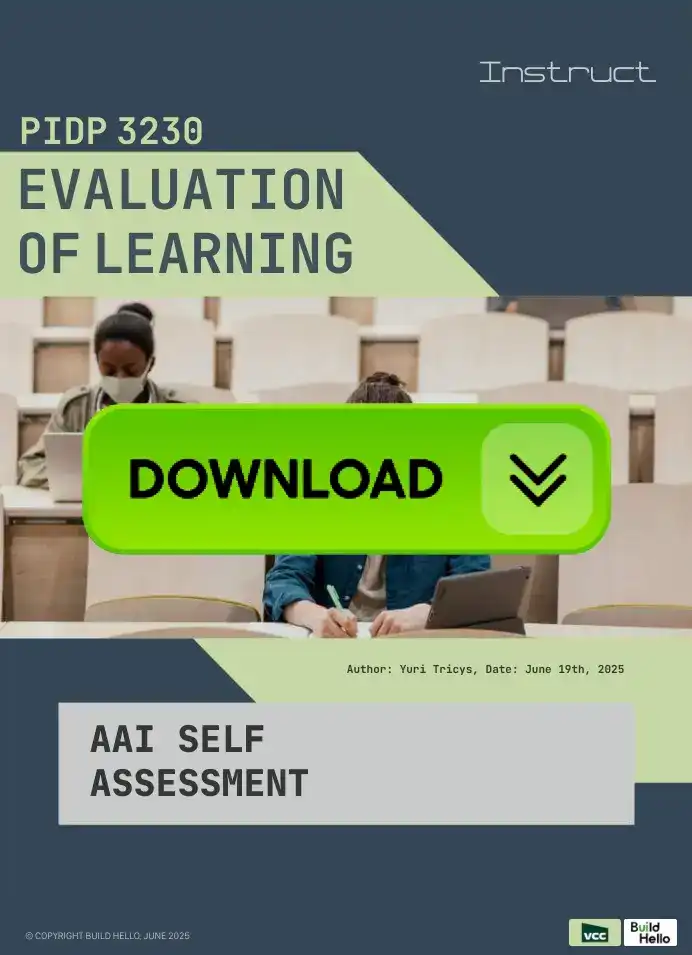 Instruct
PIDP 3230
EVALUATION
OF LEARNING
DOWNLOAD
Author: Yuri Tricys, Date: June 19th, 2025
AAI SELF
ASSESSMENT
© COPYRIGHT BUILD HELLO, JUNE 2025
vcc
Build
Hello